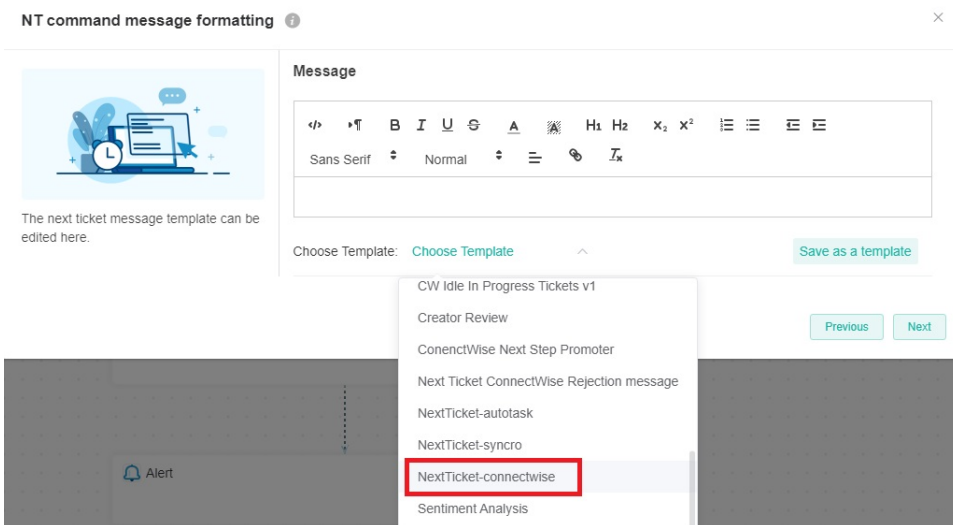 NT command message formatting
Message
B I U S A A H1 H2 X2 X2
Sans Serif Normal
The next ticket message template can be
edited here.
Choose Template: Choose Template Save as a template
CW Idle In Progress Tickets v1
Creator Review
Previous Next
ConenctWise Next Step Promoter
Next Ticket ConnectWise Rejection message
NextTicket-autotask
NextTicket-syncro
Alert
NextTicket-connectwise
Sentiment Analysis